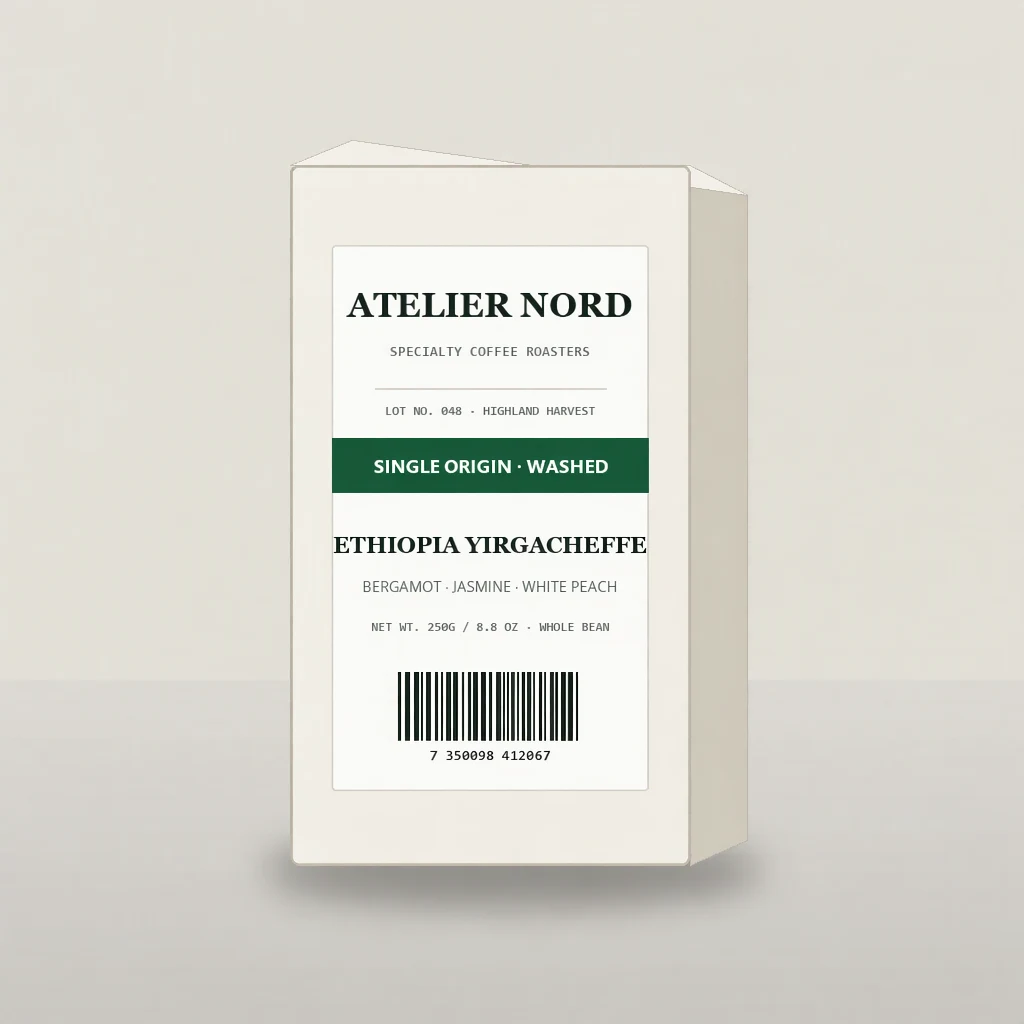 ATELIER NORD
SPECIALTY COFFEE ROASTERS
LOT NO. 048 · HIGHLAND HARVEST
SINGLE ORIGIN · WASHED
ETHIOPIA YIRGACHEFFE
BERGAMOT · JASMINE · WHITE PEACH
NET WT. 250G / 8.8 OZ · WHOLE BEAN
7 350098 412067